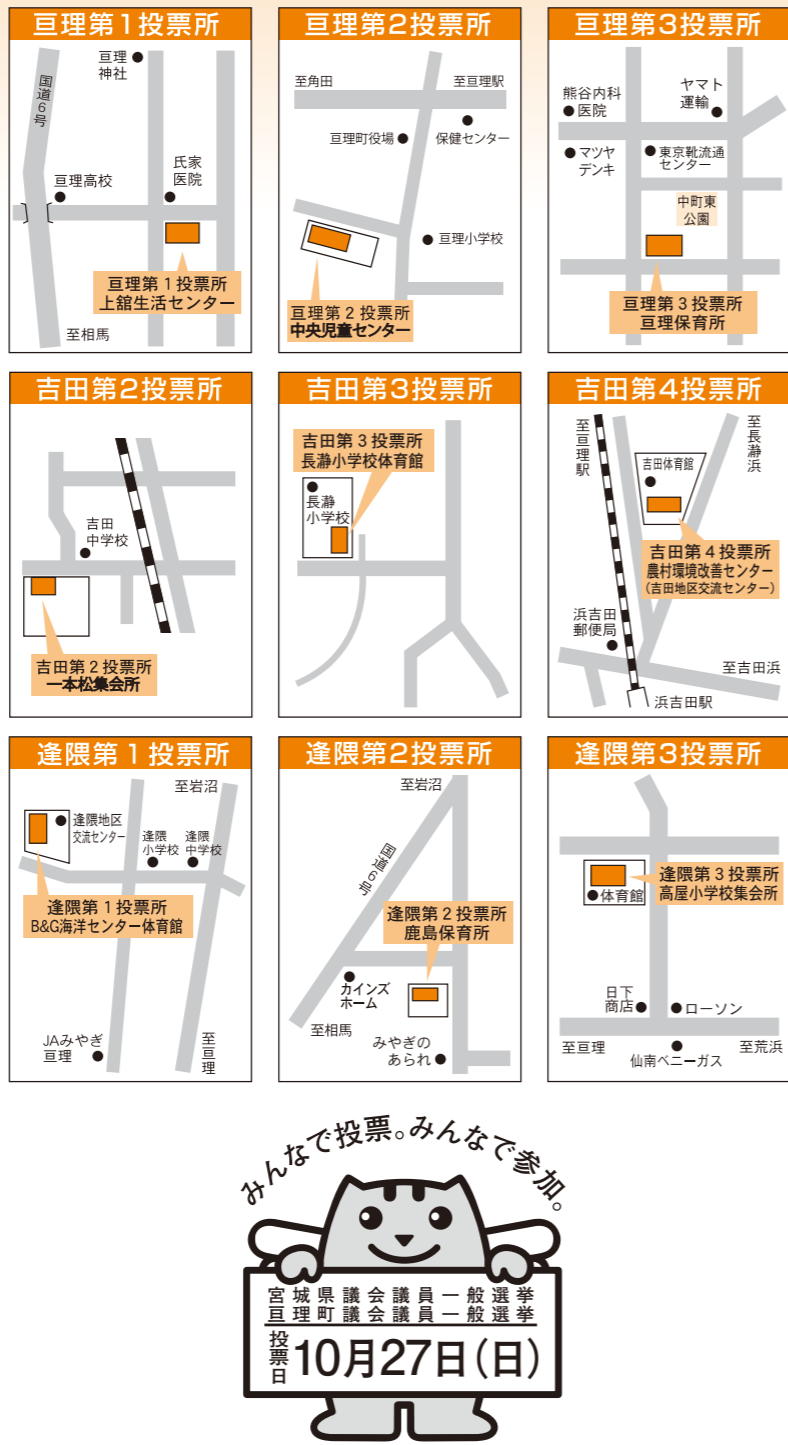 亘理第1投票所
国道6号
亘理
神社
氏家
医院
亘理高校
亘理第1投票所
上舘生活センター
至相馬
亘理第2投票所
至角田
至亘理駅
亘理町役場
保健センター
亘理小学校
亘理第2投票所
中央児童センター
亘理第3投票所
熊谷内科
医院
ヤマト
運輸
マツヤ
デンキ
東京靴流通
センター
中町東
公園
亘理第3投票所
亘理保育所
吉田第2投票所
吉田
中学校
吉田第2投票所
一本松集会所
吉田第3投票所
吉田第3投票所
長瀞小学校体育館
長瀞
小学校
吉田第4投票所
至亘理駅
至長瀞浜
吉田体育館
吉田第4投票所
農村環境改善センター
(吉田地区交流センター)
浜吉田
郵便局
至吉田浜
浜吉田駅
逢隈第1投票所
至岩沼
逢隈地区
交流センター
逢隈
小学校
逢隈
中学校
逢隈第1投票所
B&G海洋センター体育館
JAみやぎ
亘理
至亘理
逢隈第2投票所
至岩沼
国道6号
逢隈第2投票所
鹿島保育所
カインズ
ホーム
至相馬
みやぎの
あられ
逢隈第3投票所
逢隈第3投票所
高屋小学校集会所
体育館
日下
商店
ローソン
至亘理
至荒浜
仙南ベニーガス
みんなで投票。みんなで参加。
宮城県議会議員一般選挙
亘理町議会議員一般選挙
投票日
10月27日(日)